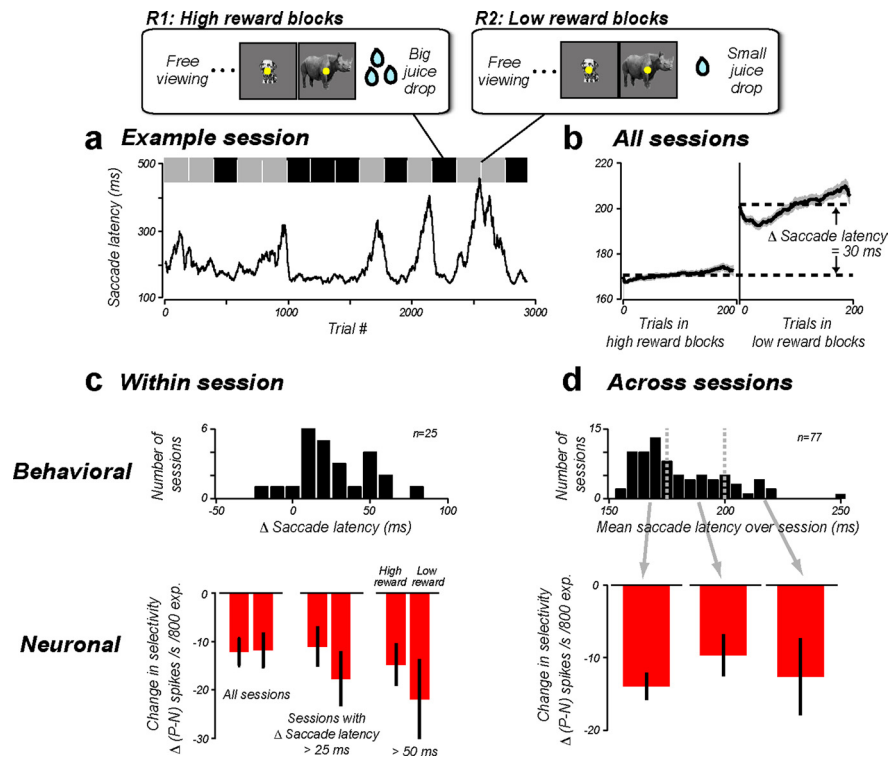 R1: High reward blocks
R2: Low reward blocks
Free viewing
Big juice drop
Free viewing
Small juice drop
a Example session
Saccade latency (ms)
500
300
100
0
1000
2000
3000
Trial #
b All sessions
220
200
180
160
Δ Saccade latency = 30 ms
0
200
0
200
Trials in high reward blocks
Trials in low reward blocks
c Within session
d Across sessions
Behavioral
Number of sessions
6
0
n=25
-50
0
50
100
Δ Saccade latency (ms)
Number of sessions
15
0
n=77
150
200
250
Mean saccade latency over session (ms)
Neuronal
Change in selectivity
Δ (P-N) spikes /s /800 exp.
0
-10
-20
-30
High reward
Low reward
All sessions
Sessions with
Δ Saccade latency
> 25 ms
> 50 ms
Change in selectivity
Δ (P-N) spikes /s /800 exp.
0
-10
-20